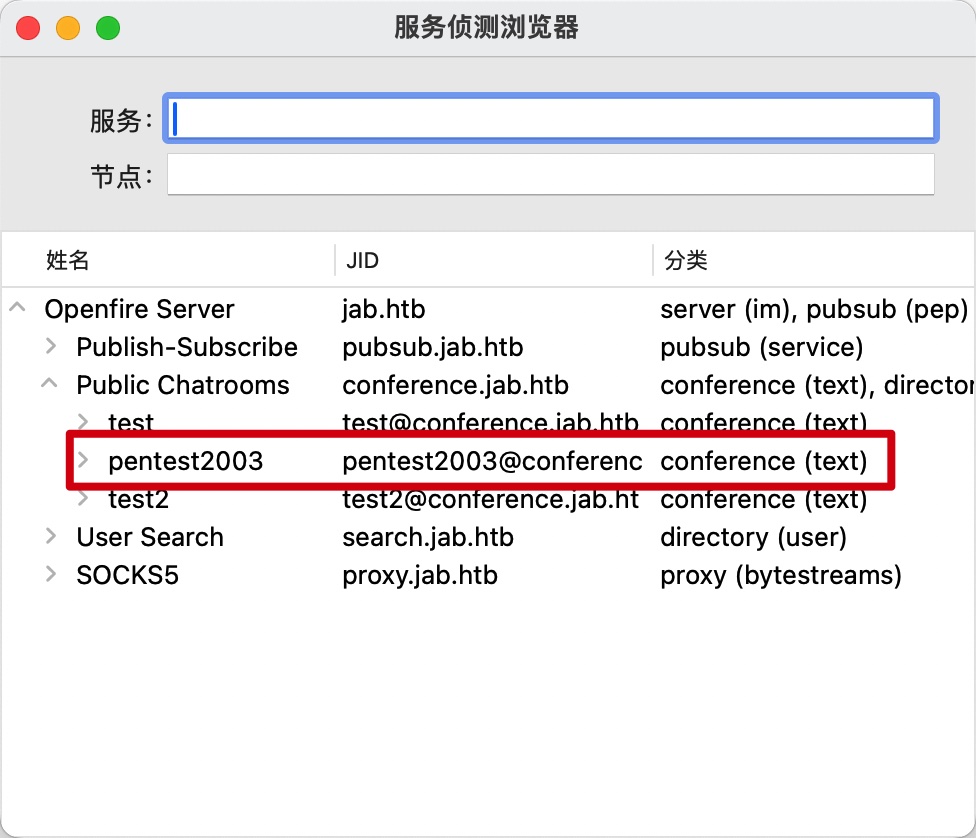 服务侦测浏览器
服务：
节点：
姓名 JID 分类
Openfire Server jab.htb server (im), pubsub (pep)
Publish-Subscribe pubsub.jab.htb pubsub (service)
Public Chatrooms conference.jab.htb conference (text), director
test test@conference.jab.htb conference (text)
pentest2003 pentest2003@conferenc conference (text)
test2 test2@conference.jab.ht conference (text)
User Search search.jab.htb directory (user)
SOCKS5 proxy.jab.htb proxy (bytestreams)